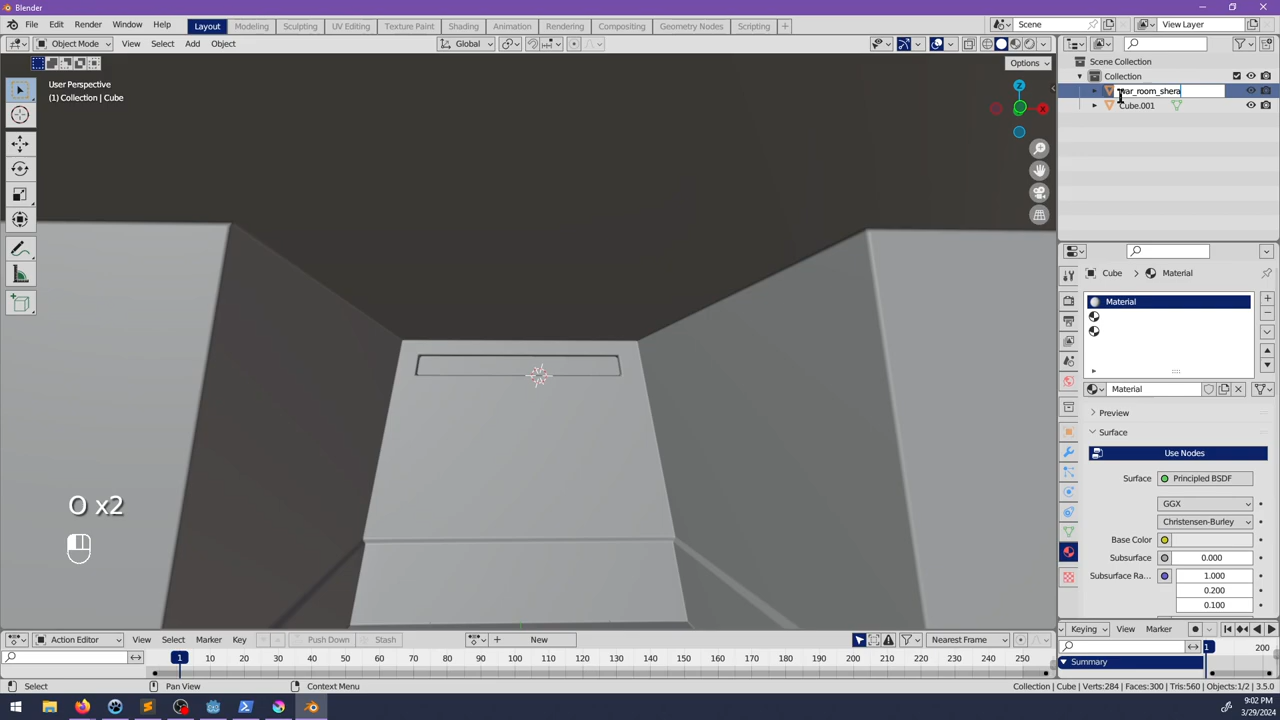 Blender
File Edit Render Window Help Layout Modeling Sculpting UV Editing Texture Paint Shading Animation Rendering Compositing Geometry Nodes Scripting + Scene View Layer
Object Mode View Select Add Object Global
Options
User Perspective
(1) Collection | Cube
Z
X
Scene Collection
Collection
war_room_shera
Cube.001
Cube > Material
Material
Material
Preview
Surface
Use Nodes
Surface Principled BSDF
GGX
Christensen-Burley
Base Color
Subsurface 0.000
Subsurface Ra... 1.000
0.200
0.100
O x2
Action Editor View Select Marker Key Push Down Stash New Nearest Frame
Keying View Marker
1 10 20 30 40 50 60 70 80 90 100 110 120 130 140 150 160 170 180 190 200 210 220 230 240 250
1 200
Summary
Select Pan View Context Menu Collection | Cube | Verts:284 | Faces:300 | Tris:560 | Objects:1/2 | 3.5.0
9:02 PM
3/29/2024